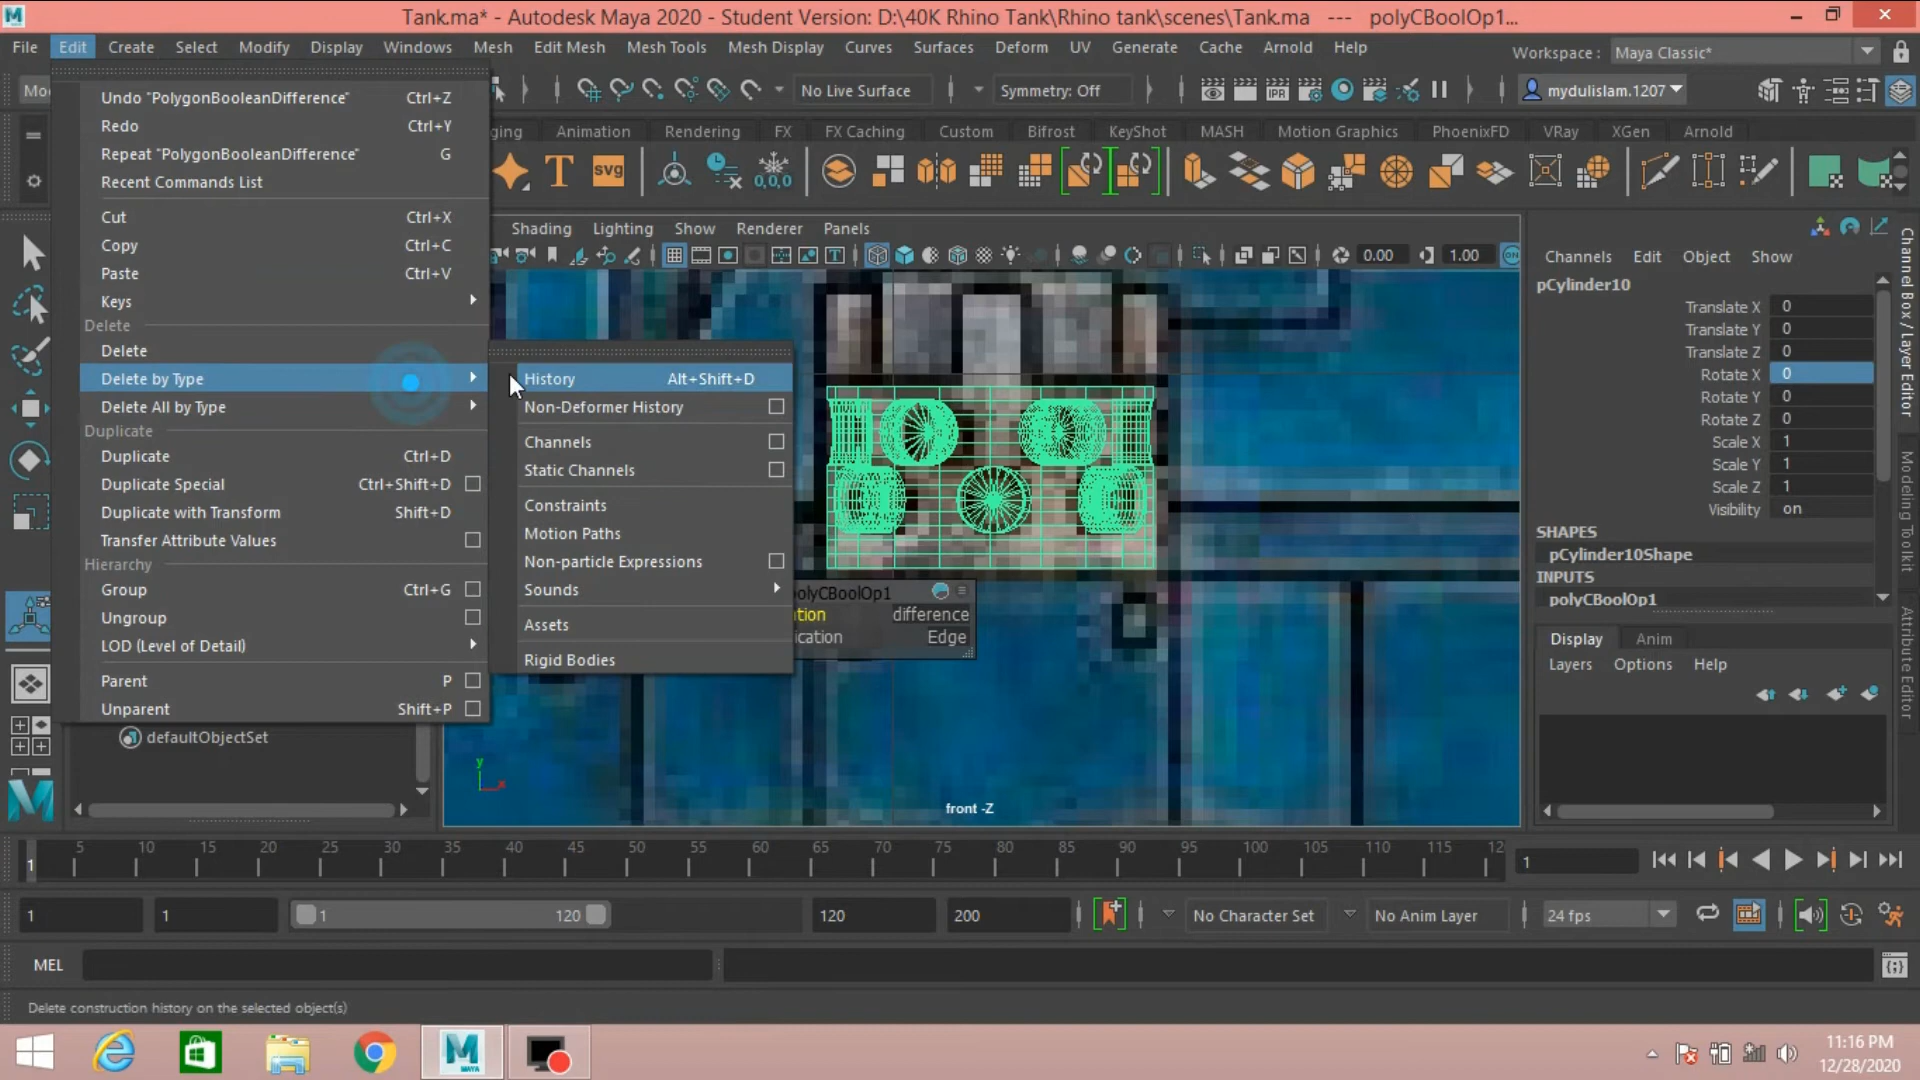 Tank.ma* - Autodesk Maya 2020 - Student Version: D:\40K Rhino Tank\Rhino tank\scenes\Tank.ma --- polyCBoolOp1...
File Edit Create Select Modify Display Windows Mesh Edit Mesh Mesh Tools Mesh Display Curves Surfaces Deform UV Generate Cache Arnold Help
Workspace : Maya Classic*
No Live Surface Symmetry: Off mydulislam.1207
Animation Rendering FX FX Caching Custom Bifrost KeyShot MASH Motion Graphics PhoenixFD VRay XGen Arnold
T SVG 0,0,0
Undo "PolygonBooleanDifference" Ctrl+Z
Redo Ctrl+Y
Repeat "PolygonBooleanDifference" G
Recent Commands List
Cut Ctrl+X
Copy Ctrl+C
Paste Ctrl+V
Keys
Delete
Delete
Delete by Type
Delete All by Type
Duplicate
Duplicate Ctrl+D
Duplicate Special Ctrl+Shift+D
Duplicate with Transform Shift+D
Transfer Attribute Values
Hierarchy
Group Ctrl+G
Ungroup
LOD (Level of Detail)
Parent P
Unparent Shift+P
defaultObjectSet
History Alt+Shift+D
Non-Deformer History
Channels
Static Channels
Constraints
Motion Paths
Non-particle Expressions
Sounds
Assets
Rigid Bodies
Shading Lighting Show Renderer Panels
IPR 0.00 1.00 ON
polyCBoolOp1
difference
Edge
y
front -Z
Channels Edit Object Show
pCylinder10
Translate X 0
Translate Y 0
Translate Z 0
Rotate X 0
Rotate Y 0
Rotate Z 0
Scale X 1
Scale Y 1
Scale Z 1
Visibility on
SHAPES
pCylinder10Shape
INPUTS
polyCBoolOp1
Display Anim
Layers Options Help
Channel Box / Layer Editor
Modeling Toolkit
Attribute Editor
5 10 15 20 25 30 35 40 45 50 55 60 65 70 75 80 85 90 95 100 105 110 115 12
1 1
1 1 1 120 120 200 No Character Set No Anim Layer 24 fps
MEL
Delete construction history on the selected object(s)
MAYA
11:16 PM
12/28/2020